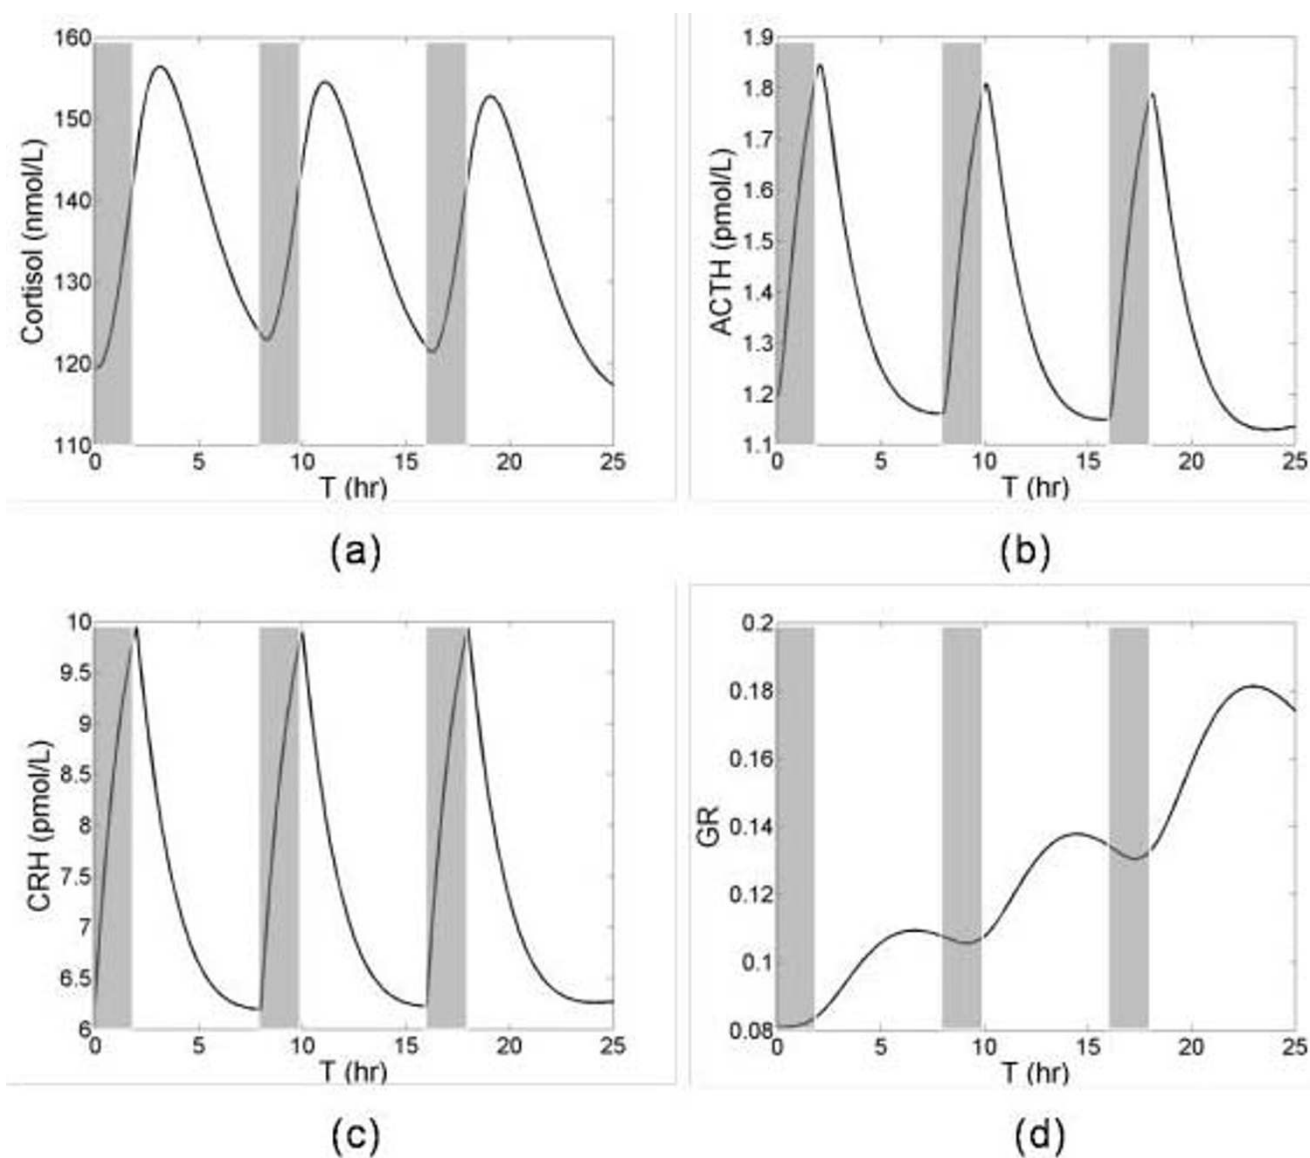 160
150
140
130
120
110
Cortisol (nmol/L)
0 5 10 15 20 25
T (hr)
(a)
1.9
1.8
1.7
1.6
1.5
1.4
1.3
1.2
1.1
ACTH (pmol/L)
0 5 10 15 20 25
T (hr)
(b)
10
9.5
9
8.5
8
7.5
7
6.5
6
CRH (pmol/L)
0 5 10 15 20 25
T (hr)
(c)
0.2
0.18
0.16
0.14
0.12
0.1
0.08
GR
0 5 10 15 20 25
T (hr)
(d)